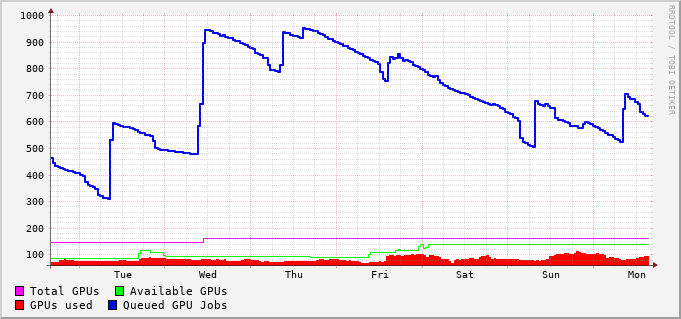 1000
900
800
700
600
500
400
300
200
100
Tue Wed Thu Fri Sat Sun Mon
Total GPUs Available GPUs
GPUs used Queued GPU Jobs
RRDTOOL / TOBI OETIKER